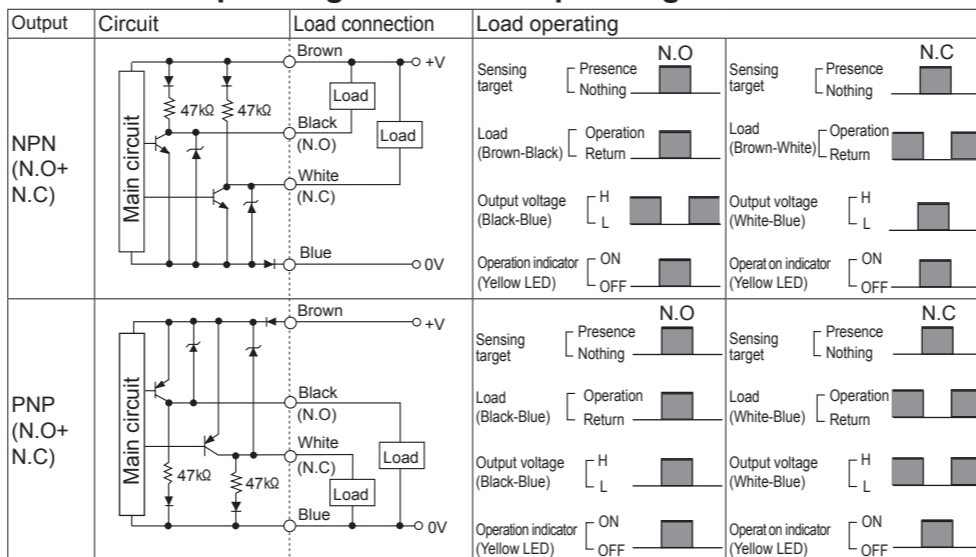 Output Circuit Load connection Load operating
NPN
(N.O+
N.C)
Main circuit
47kΩ 47kΩ
Brown
+V
Load
Black
(N.O)
Load
White
(N.C)
Blue
0V
N.O
Sensing
target
Presence
Nothing
Load
(Brown-Black)
Operation
Return
Output voltage
(Black-Blue)
H
L
Operation indicator
(Yellow LED)
ON
OFF
N.C
Sensing
target
Presence
Nothing
Load
(Brown-White)
Operation
Return
Output voltage
(White-Blue)
H
L
Operat on indicator
(Yellow LED)
ON
OFF
PNP
(N.O+
N.C)
Main circuit
47kΩ
47kΩ
Brown
+V
Black
(N.O)
White
(N.C)
Load
Load
Blue
0V
N.O
Sensing
target
Presence
Nothing
Load
(Black-Blue)
Operation
Return
Output voltage
(Black-Blue)
H
L
Operation indicator
(Yellow LED)
ON
OFF
N.C
Sensing
target
Presence
Nothing
Load
(White-Blue)
Operation
Return
Output voltage
(White-Blue)
H
L
Operat on indicator
(Yellow LED)
ON
OFF